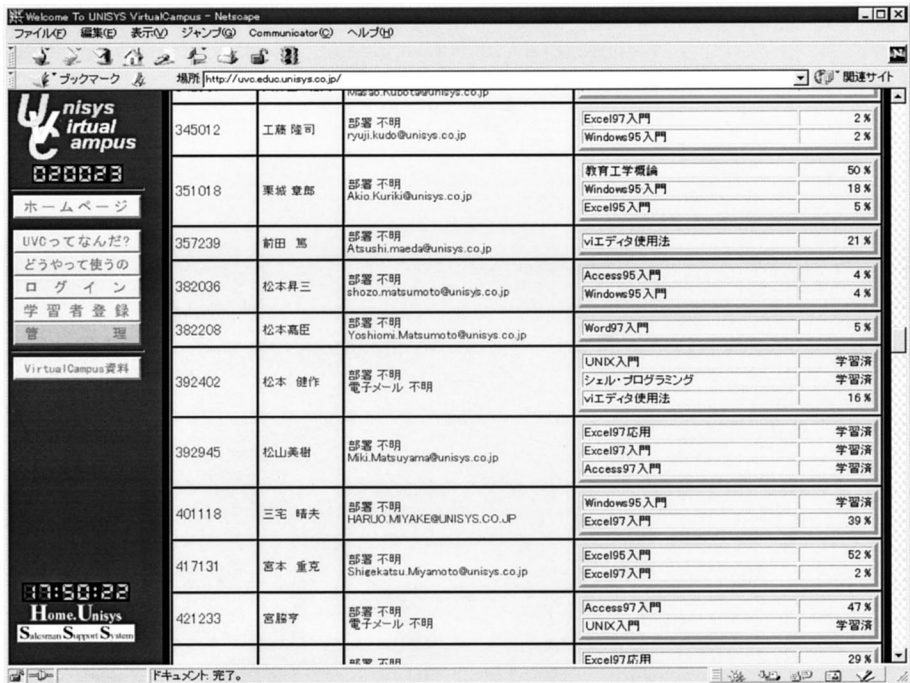 Welcome To UNISYS VirtualCampus - Netscape
ファイル(F) 編集(E) 表示(V) ジャンプ(G) Communicator(C) ヘルプ(H)
ブックマーク 場所: http://uvc.educ.unisys.co.jp/ 関連サイト
Unisys
Virtual
Campus
020023
ホームページ
UVCってなんだ?
どうやって使うの
ログイン
学習者登録
管理
VirtualCampus資料
17:50:22
Home.Unisys
Salesman Support System
Masao.Kubota@unisys.co.jp
345012 工藤 隆司 部署 不明 Excel97入門 2%
ryuji.kudo@unisys.co.jp Windows95入門 2%
教育工学概論 50%
351018 栗城 章郎 部署 不明 Windows95入門 18%
Akio.Kuriki@unisys.co.jp Excel95入門 5%
357239 前田 篤 部署 不明 viエディタ使用法 21%
Atsushi.maeda@unisys.co.jp
382036 松本昇三 部署 不明 Access95入門 4%
shozo.matsumoto@unisys.co.jp Windows95入門 4%
382208 松本嘉臣 部署 不明 Word97入門 5%
Yoshiomi.Matsumoto@unisys.co.jp
UNIX入門 学習済
392402 松本 健作 部署 不明 シェル・プログラミング 学習済
電子メール 不明 viエディタ使用法 16%
Excel97応用 学習済
392945 松山美樹 部署 不明 Excel97入門 学習済
Miki.Matsuyama@unisys.co.jp Access97入門 学習済
401118 三宅 晴夫 部署 不明 Windows95入門 学習済
HARUO.MIYAKE@UNISYS.CO.JP Excel97入門 39%
417131 宮本 重克 部署 不明 Excel95入門 52%
Shigekatsu.Miyamoto@unisys.co.jp Excel97入門 2%
421233 宮脇亨 部署 不明 Access97入門 47%
電子メール 不明 UNIX入門 学習済
部署 不明 Excel97応用 29%
ドキュメント: 完了。